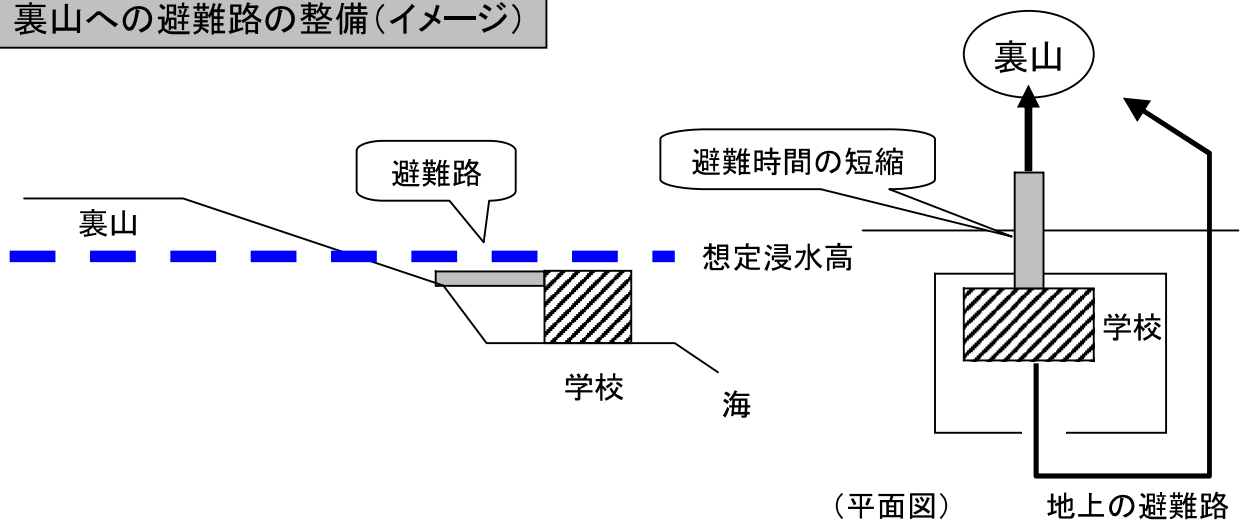 裏山への避難路の整備(イメージ)
裏山
避難路
避難時間の短縮
裏山
想定浸水高
学校
学校
海
(平面図)
地上の避難路